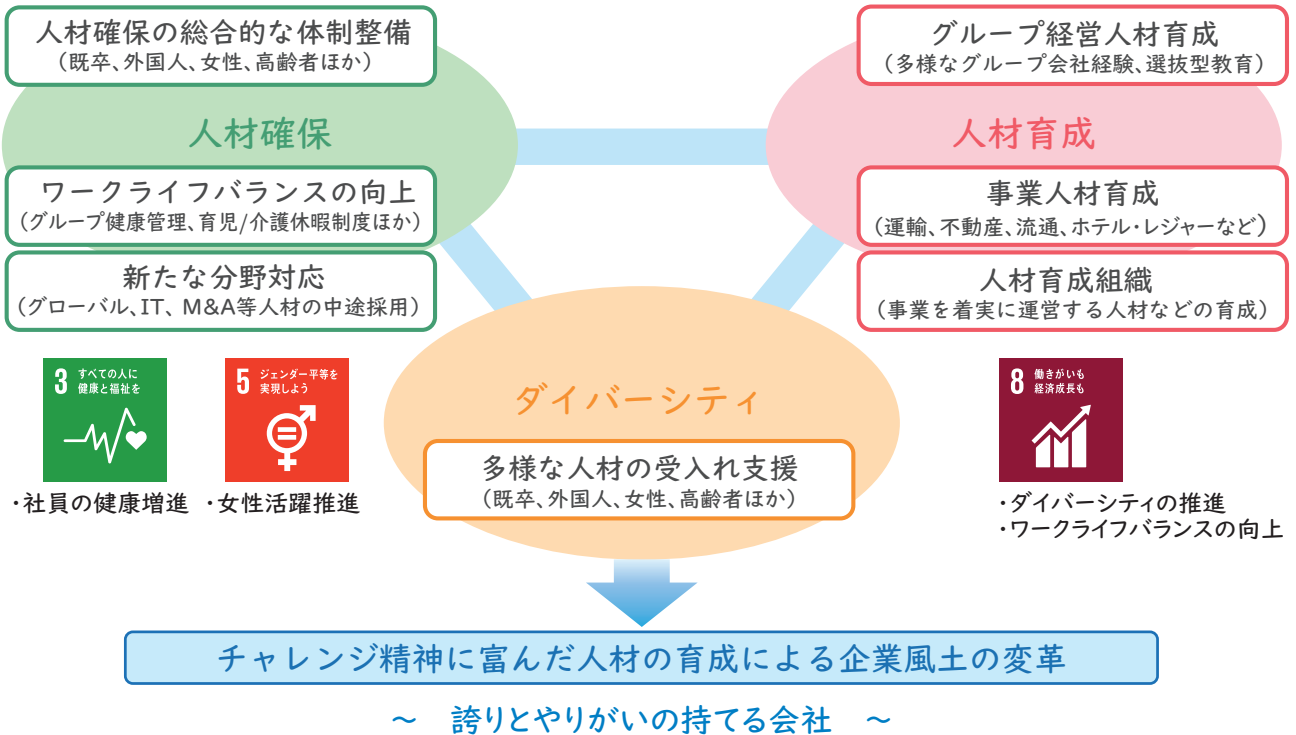 人材確保の総合的な体制整備
（既卒、外国人、女性、高齢者ほか）
人材確保
ワークライフバランスの向上
（グループ健康管理、育児/介護休暇制度ほか）
新たな分野対応
（グローバル、IT、M&A等人材の中途採用）
グループ経営人材育成
（多様なグループ会社経験、選抜型教育）
人材育成
事業人材育成
（運輸、不動産、流通、ホテル・レジャーなど）
人材育成組織
（事業を着実に運営する人材などの育成）
3 すべての人に
健康と福祉を
・社員の健康増進
5 ジェンダー平等を
実現しよう
・女性活躍推進
ダイバーシティ
多様な人材の受入れ支援
（既卒、外国人、女性、高齢者ほか）
8 働きがいも
経済成長も
・ダイバーシティの推進
・ワークライフバランスの向上
チャレンジ精神に富んだ人材の育成による企業風土の変革
～　誇りとやりがいの持てる会社　～